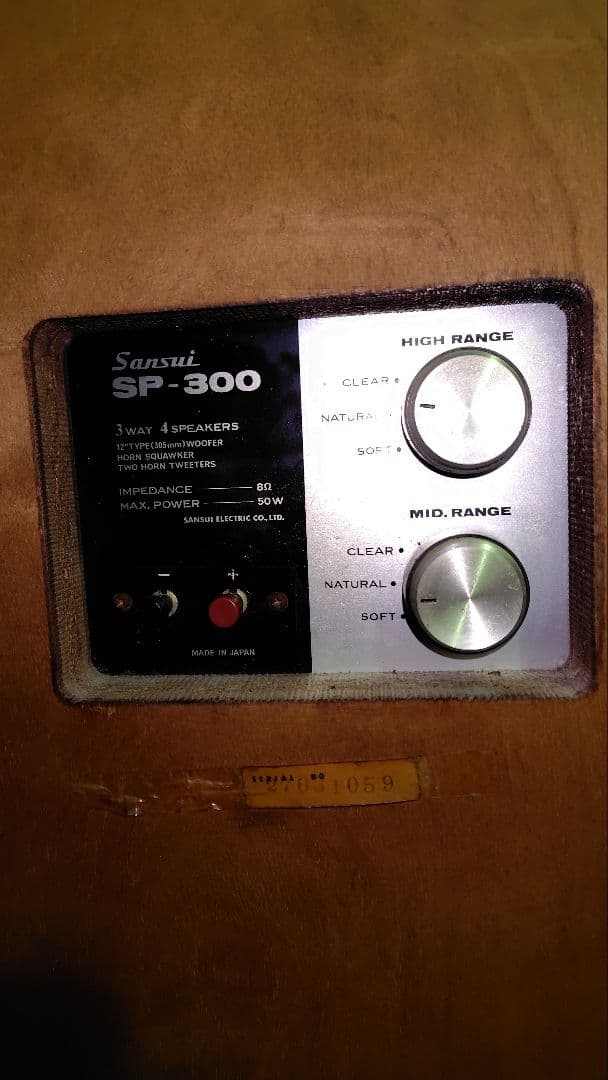 Sansui
SP-300
3 WAY 4 SPEAKERS
12"TYPE(305mm)WOOFER
HORN SQUAWKER
TWO HORN TWEETERS
IMPEDANCE 8Ω
MAX. POWER 50W
SANSUI ELECTRIC CO., LTD.
− +
MADE IN JAPAN
HIGH RANGE
CLEAR
NATURAL
SOFT
MID. RANGE
CLEAR
NATURAL
SOFT
SERIAL NO